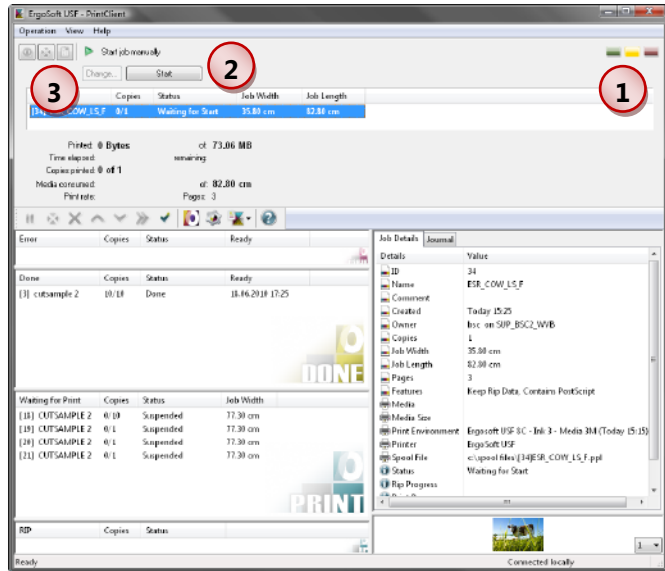 ErgoSoft USF - PrintClient
Operation View Help
Start job manually
1
Change... Start
2
3
Copies Status Job Width Job Length
0/1 Waiting for Start 35.80 cm 82.80 cm
Printed: 0 Bytes of: 73.06 MB
Time elapsed: remaining:
Copies printed: 0 of 1
Media consumed: of: 82.80 cm
Print rate: Pages: 3
Error Copies Status Ready
Done Copies Status Ready
[3] cutsample 2 10/10 Done 18.06.2010 17:25
DONE
Waiting for Print Copies Status Job Width
[18] CUTSAMPLE 2 0/10 Suspended 77.30 cm
[19] CUTSAMPLE 2 0/1 Suspended 77.30 cm
[20] CUTSAMPLE 2 0/1 Suspended 77.30 cm
[21] CUTSAMPLE 2 0/1 Suspended 77.30 cm
PRINT
RIP Copies Status
Job Details Journal
Details Value
ID 34
Name ESR_COW_LS_F
Comment
Created Today 15:25
Owner bsc on SUP_BSC2_WVB
Copies 1
Job Width 35.80 cm
Job Length 82.80 cm
Pages 3
Features Keep Rip Data, Contains PostScript
Media
Media Size
Print Environment Ergosoft USF SC - Ink 3 - Media 3M (Today 15:15)
Printer ErgoSoft USF
Spool File c:\spool files\[34]ESR_COW_LS_F.ppl
Status Waiting for Start
Rip Progress
1
Ready Connected locally